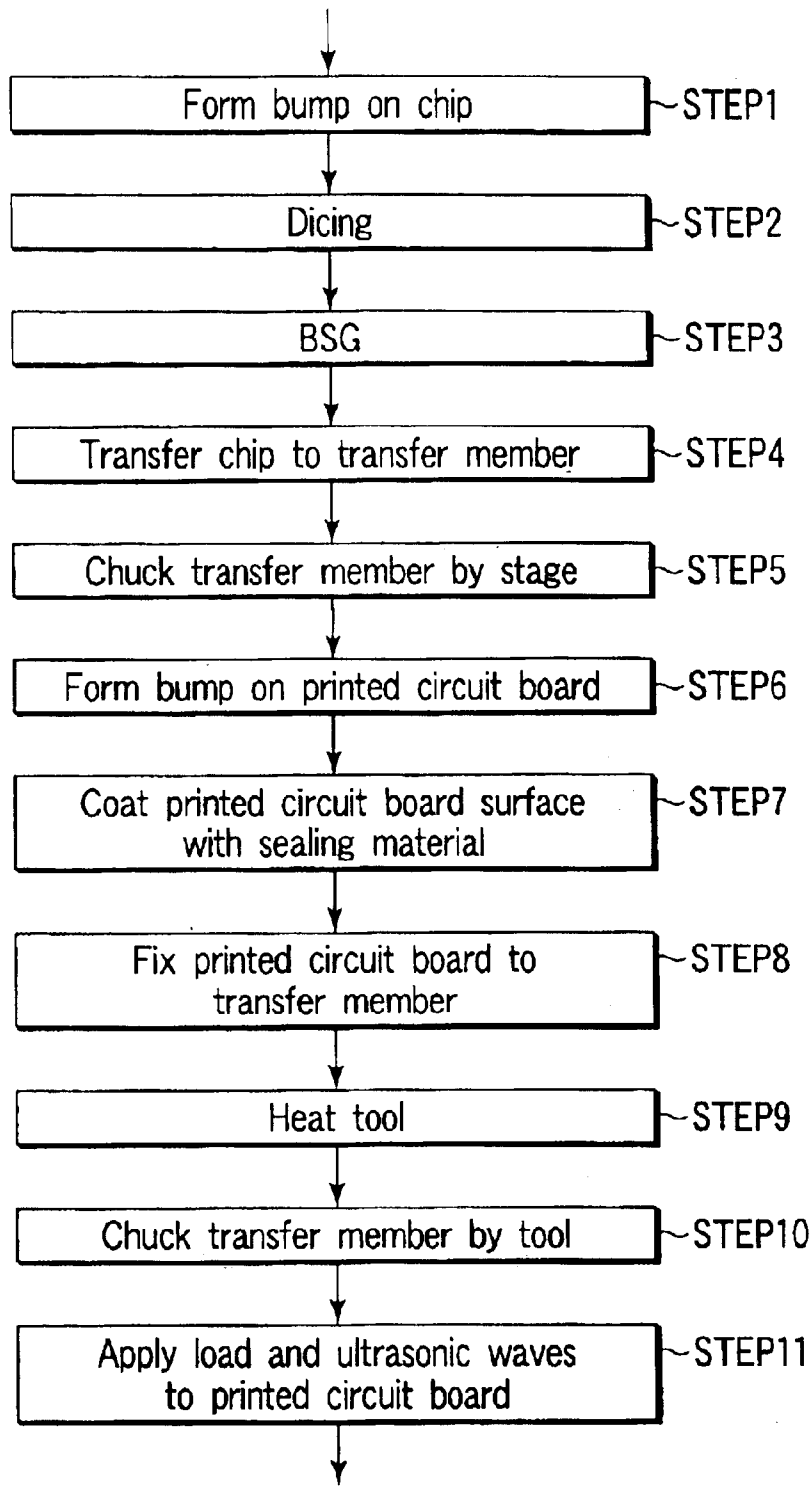 Form bump on chip
STEP1
Dicing
STEP2
BSG
STEP3
Transfer chip to transfer member
STEP4
Chuck transfer member by stage
STEP5
Form bump on printed circuit board
STEP6
Coat printed circuit board surface
with sealing material
STEP7
Fix printed circuit board to
transfer member
STEP8
Heat tool
STEP9
Chuck transfer member by tool
STEP10
Apply load and ultrasonic waves
to printed circuit board
STEP11